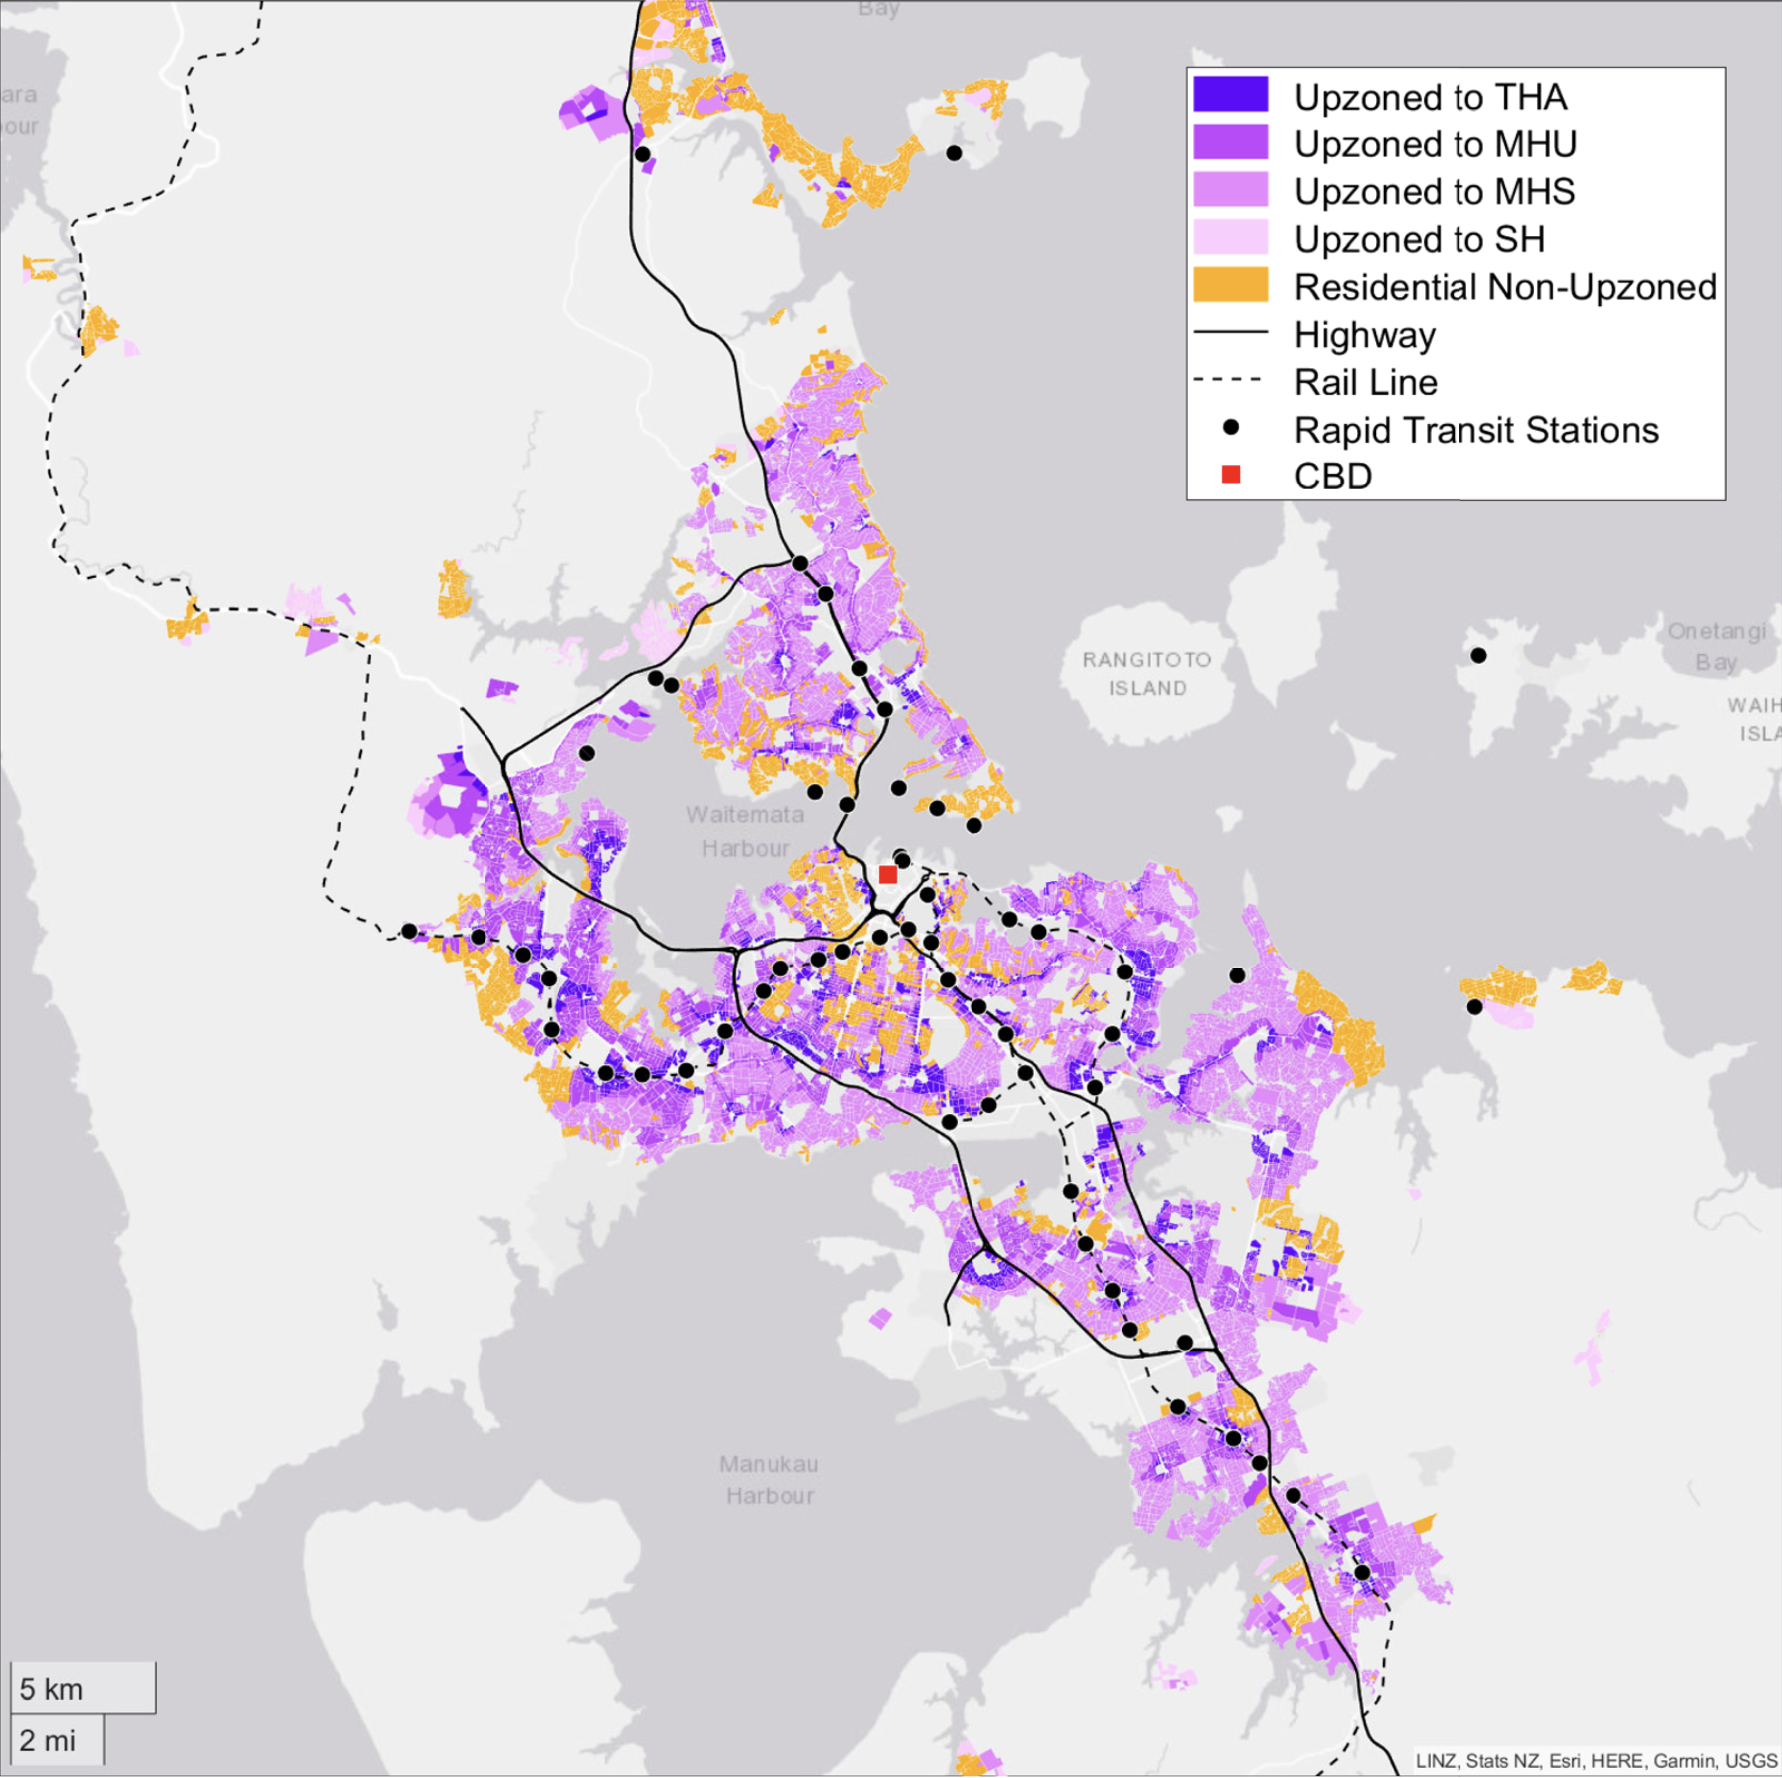 Bay
ara
our
Upzoned to THA
Upzoned to MHU
Upzoned to MHS
Upzoned to SH
Residential Non-Upzoned
Highway
Rail Line
Rapid Transit Stations
CBD
RANGITOTO
ISLAND
Onetangi
Bay
WAIH
ISLA
Waitemata
Harbour
Manukau
Harbour
5 km
2 mi
LINZ, Stats NZ, Esri, HERE, Garmin, USGS